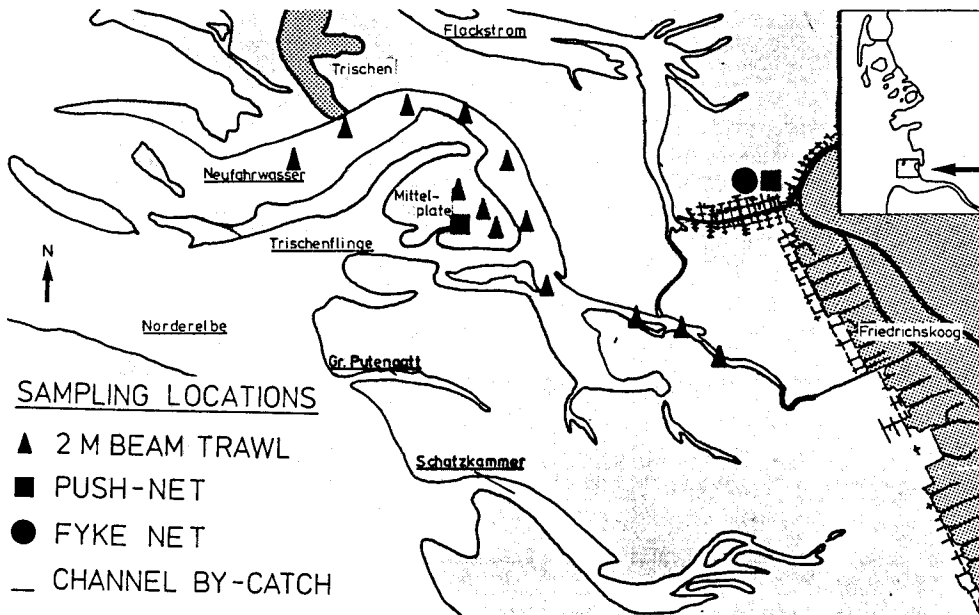 Flackstrom
Trischen
Neufahrwasser
Mittel-
plate
Trischenflinge
N
Norderelbe
Friedrichskoog
Gr. Putengatt
SAMPLING LOCATIONS
2 M BEAM TRAWL
Schatzkammer
PUSH-NET
FYKE NET
CHANNEL BY-CATCH